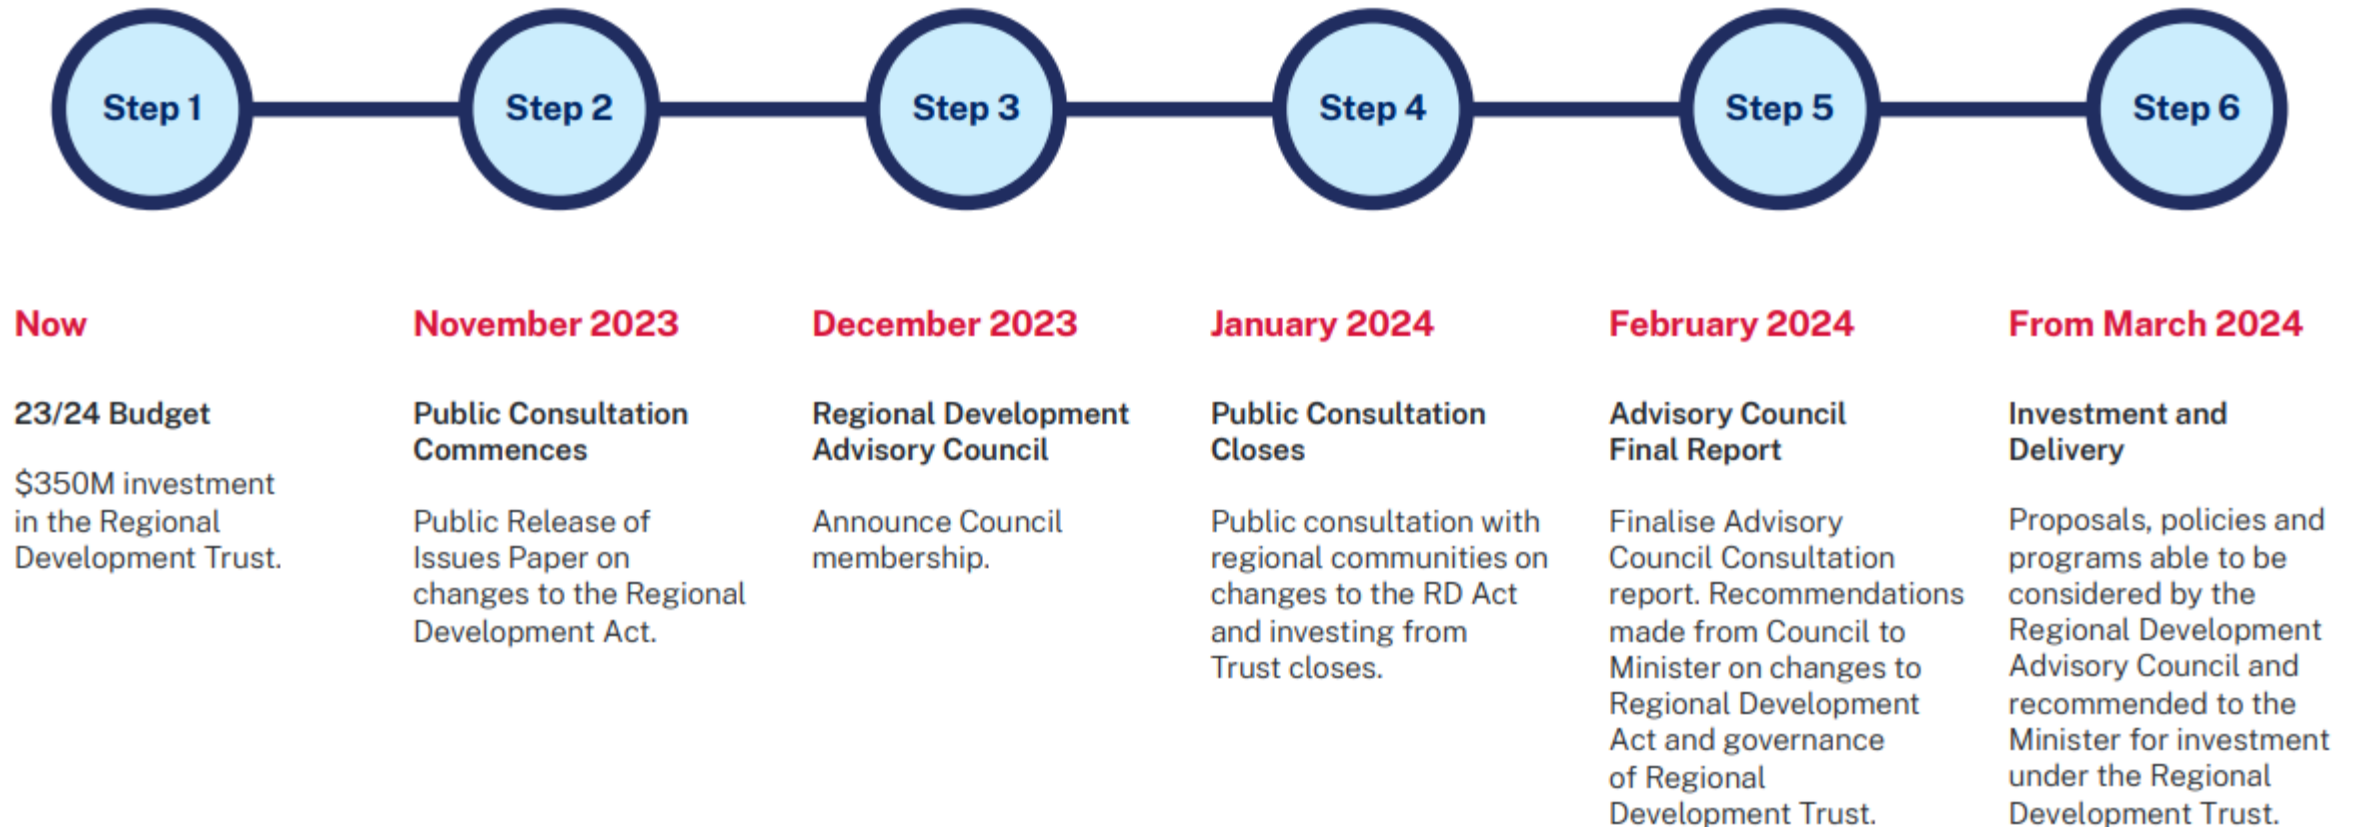 Step 1
Step 2
Step 3
Step 4
Step 5
Step 6
Now
23/24 Budget
$350M investment
in the Regional
Development Trust.
November 2023
Public Consultation
Commences
Public Release of
Issues Paper on
changes to the Regional
Development Act.
December 2023
Regional Development
Advisory Council
Announce Council
membership.
January 2024
Public Consultation
Closes
Public consultation with
regional communities on
changes to the RD Act
and investing from
Trust closes.
February 2024
Advisory Council
Final Report
Finalise Advisory
Council Consultation
report. Recommendations
made from Council to
Minister on changes to
Regional Development
Act and governance
of Regional
Development Trust.
From March 2024
Investment and
Delivery
Proposals, policies and
programs able to be
considered by the
Regional Development
Advisory Council and
recommended to the
Minister for investment
under the Regional
Development Trust.